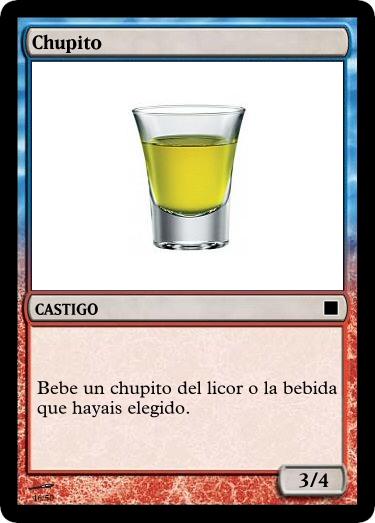 Chupito
CASTIGO
Bebe un chupito del licor o la bebida
que hayais elegido.
3/4